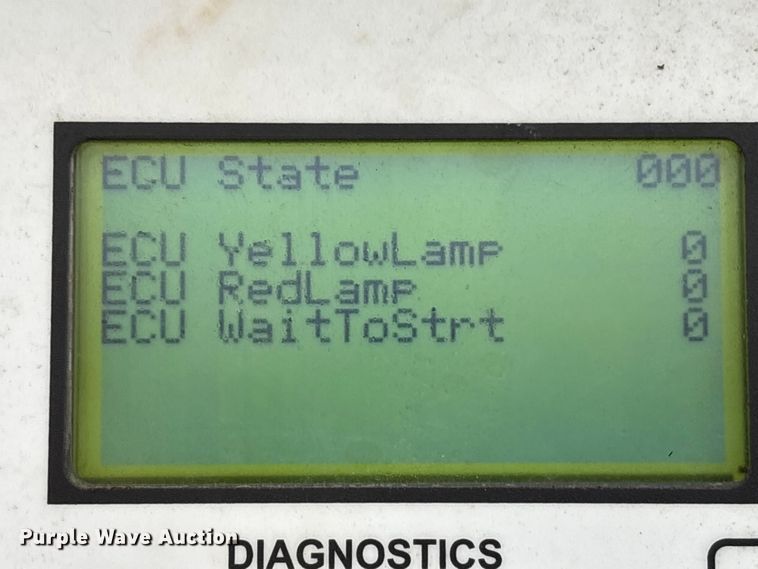 ECU State 000
ECU YellowLamp 0
ECU RedLamp 0
ECU WaitToStrt 0
Purple Wave Auction
DIAGNOSTICS